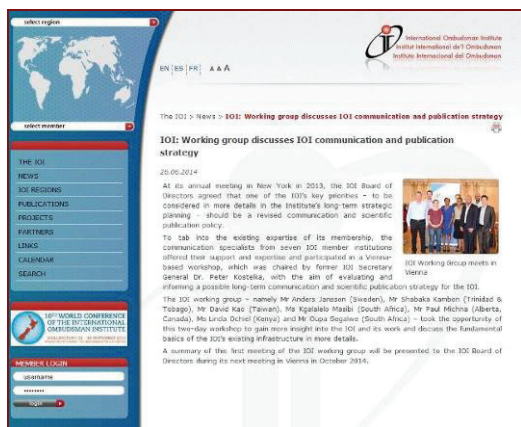 select region
International Ombudsman Institute
Institut International de l'Ombudsman
Instituto Internacional del Ombudsman
EN ES FR A A A
select member
The IOI > News > IOI: Working group discusses IOI communication and publication strategy
IOI: Working group discusses IOI communication and publication
strategy
26.06.2014
THE IOI
NEWS
IOI REGIONS
PUBLICATIONS
PROJECTS
PARTNERS
LINKS
CALENDAR
SEARCH
At its annual meeting in New York in 2013, the IOI Board of
Directors agreed that one of the IOI's key priorities – to be
considered in more details in the Institute's long-term strategic
planning – should be a revised communication and scientific
publication policy.
To tab into the existing expertise of its membership, the
communication specialists from seven IOI member institutions
offered their support and expertise and participated in a Vienna-
based workshop, which was chaired by former IOI Secretary
General Dr. Peter Kostelka, with the aim of evaluating and
informing a possible long-term communication and scientific publication strategy for the IOI.
IOI Working Group meets in
Vienna
The IOI working group – namely Mr Anders Jansson (Sweden), Mr Shabaka Kambon (Trinidad &
Tobago), Mr David Kao (Taiwan), Ms Kgalalelo Masibi (South Africa), Mr Paul Michna (Alberta,
Canada), Ms Linda Ochiel (Kenya) and Mr Oupa Segalwe (South Africa) – took the opportunity of
this two-day workshop to gain more insight into the IOI and its work and discuss the fundamental
basics of the IOI's existing infrastructure in more details.
A summary of the first meeting of the IOI working group will be presented to the IOI Board of
Directors during its next meeting in Vienna in October 2014.
10TH WORLD CONFERENCE
OF THE INTERNATIONAL
OMBUDSMAN INSTITUTE
MEMBER LOGIN
username
login